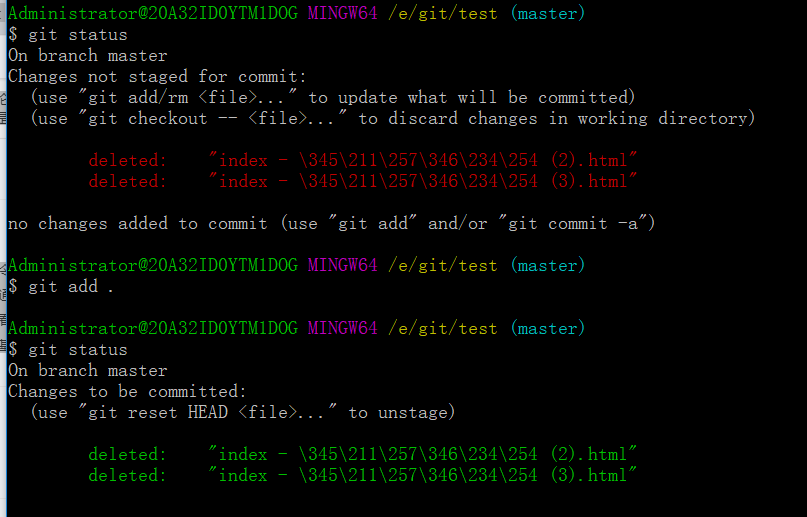 Administrator@20A32IDOYTM1DOG MINGW64 /e/git/test (master)
$ git status
On branch master
Changes not staged for commit:
  (use "git add/rm <file>..." to update what will be committed)
  (use "git checkout -- <file>..." to discard changes in working directory)

        deleted:    "index - \345\211\257\346\234\254 (2).html"
        deleted:    "index - \345\211\257\346\234\254 (3).html"

no changes added to commit (use "git add" and/or "git commit -a")

Administrator@20A32IDOYTM1DOG MINGW64 /e/git/test (master)
$ git add .

Administrator@20A32IDOYTM1DOG MINGW64 /e/git/test (master)
$ git status
On branch master
Changes to be committed:
  (use "git reset HEAD <file>..." to unstage)

        deleted:    "index - \345\211\257\346\234\254 (2).html"
        deleted:    "index - \345\211\257\346\234\254 (3).html"